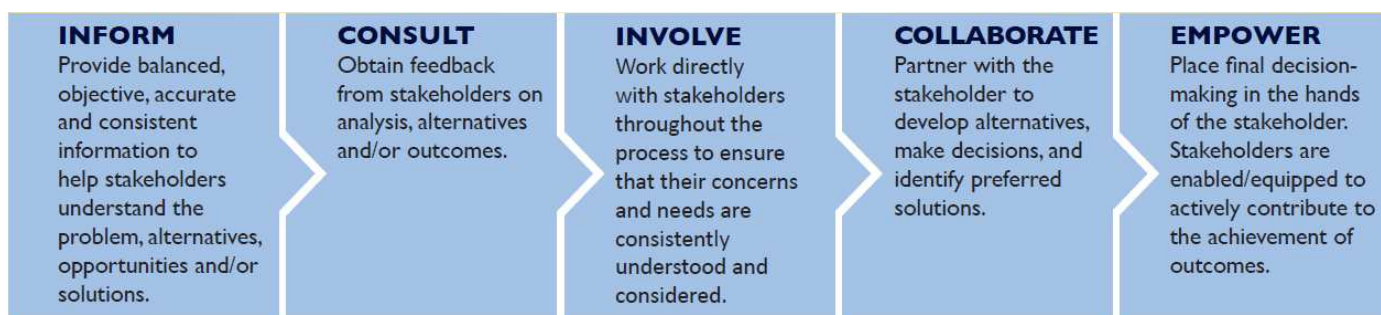 INFORM
Provide balanced,
objective, accurate
and consistent
information to
help stakeholders
understand the
problem, alternatives,
opportunities and/or
solutions.
CONSULT
Obtain feedback
from stakeholders on
analysis, alternatives
and/or outcomes.
INVOLVE
Work directly
with stakeholders
throughout the
process to ensure
that their concerns
and needs are
consistently
understood and
considered.
COLLABORATE
Partner with the
stakeholder to
develop alternatives,
make decisions, and
identify preferred
solutions.
EMPOWER
Place final decision-
making in the hands
of the stakeholder.
Stakeholders are
enabled/equipped to
actively contribute to
the achievement of
outcomes.